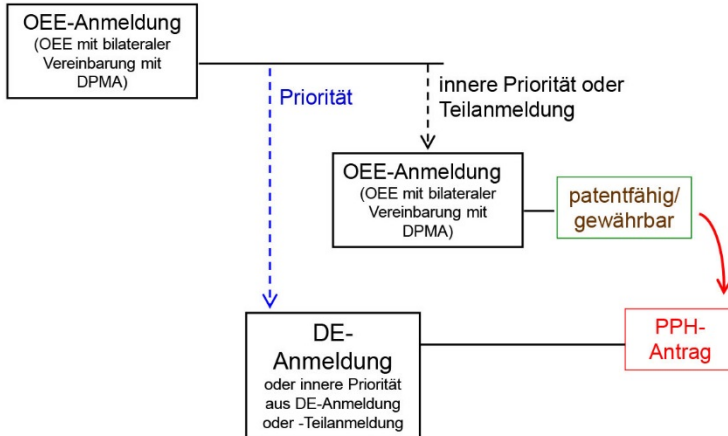 OEE-Anmeldung
(OEE mit bilateraler
Vereinbarung mit
DPMA)
Priorität
innere Priorität oder
Teilanmeldung
OEE-Anmeldung
(OEE mit bilateraler
Vereinbarung mit
DPMA)
patentfähig/
gewährbar
DE-
Anmeldung
oder innere Priorität
aus DE-Anmeldung
oder -Teilanmeldung
PPH-
Antrag